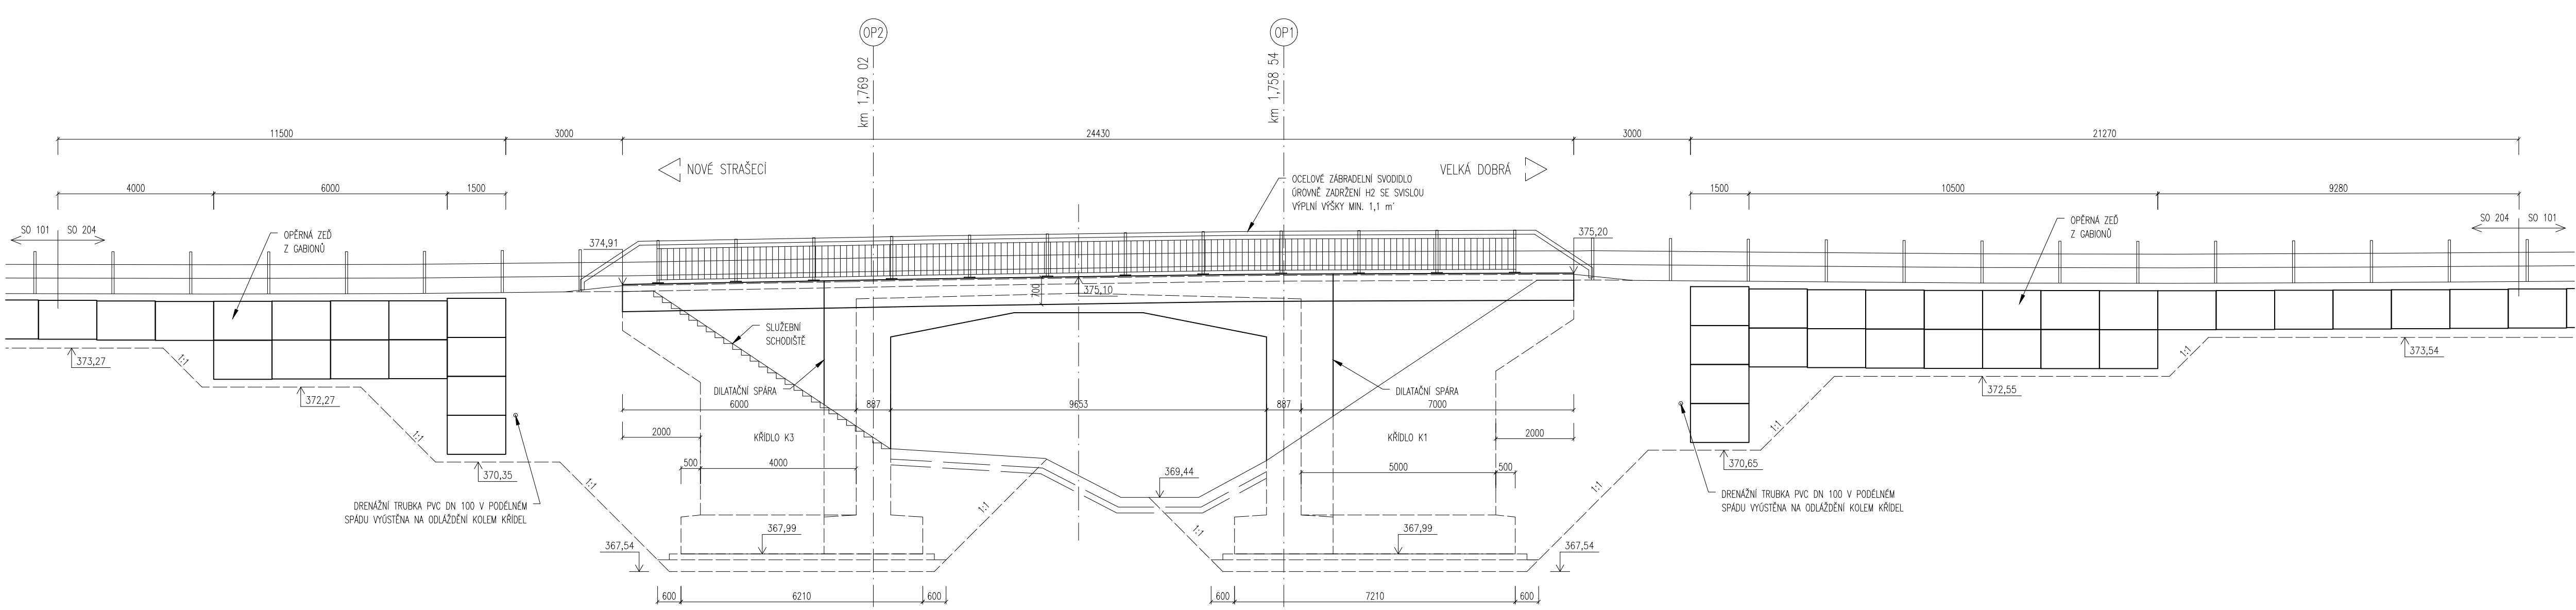 OP2
OP1
km 1,769 02
km 1,758 54
11500
3000
24430
3000
21270
NOVÉ STRAŠECÍ
VELKÁ DOBRÁ
4000
6000
1500
OCELOVÉ ZÁBRADELNÍ SVODIDLO
ÚROVNĚ ZADRŽENÍ H2 SE SVISLOU
VÝPLNÍ VÝŠKY MIN. 1,1 m'
1500
10500
9280
SO 101
SO 204
OPĚRNÁ ZEĎ
Z GABIONŮ
374,91
375,20
OPĚRNÁ ZEĎ
Z GABIONŮ
SO 204
SO 101
700
375,10
SLUŽEBNÍ
SCHODIŠTĚ
373,27
1:1
372,27
1:1
373,54
1:1
372,55
1:1
DILATAČNÍ SPÁRA
DILATAČNÍ SPÁRA
6000
887
9653
887
7000
2000
KŘÍDLO K3
KŘÍDLO K1
2000
500
4000
369,44
5000
500
370,35
370,65
1:1
1:1
1:1
1:1
DRENÁŽNÍ TRUBKA PVC DN 100 V PODÉLNÉM
SPÁDU VYÚSTĚNA NA ODLÁŽDĚNÍ KOLEM KŘÍDEL
DRENÁŽNÍ TRUBKA PVC DN 100 V PODÉLNÉM
SPÁDU VYÚSTĚNA NA ODLÁŽDĚNÍ KOLEM KŘÍDEL
367,99
367,99
367,54
367,54
600
6210
600
600
7210
600